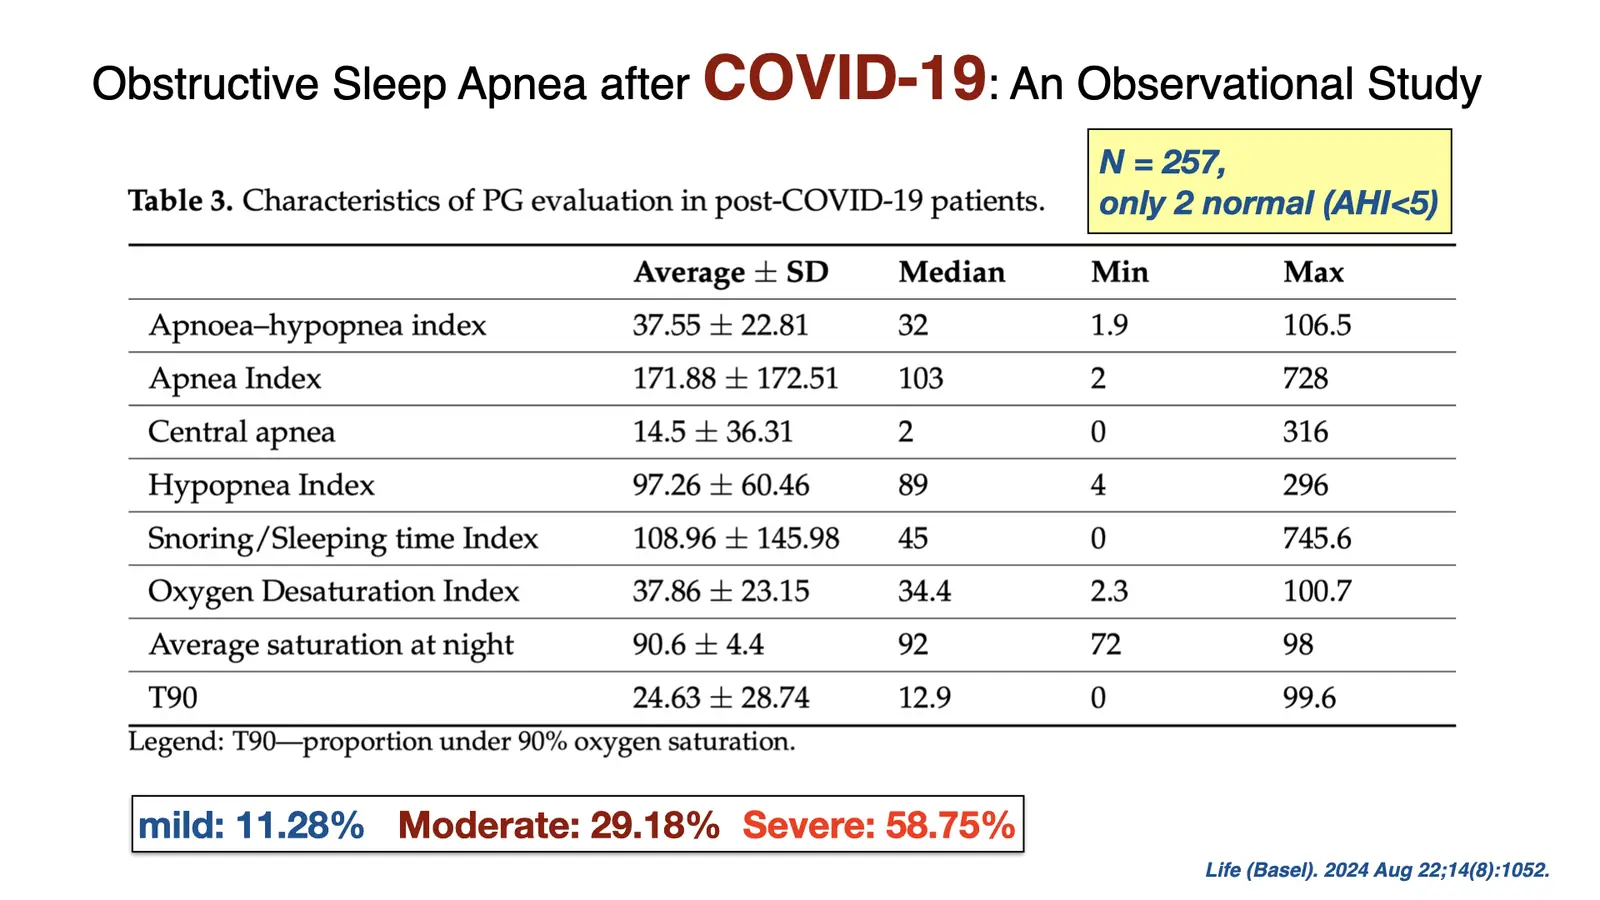 Obstructive Sleep Apnea after COVID-19: An Observational Study
N = 257,
only 2 normal (AHI<5)
Table 3. Characteristics of PG evaluation in post-COVID-19 patients.
Average ± SD Median Min Max
Apnoea–hypopnea index 37.55 ± 22.81 32 1.9 106.5
Apnea Index 171.88 ± 172.51 103 2 728
Central apnea 14.5 ± 36.31 2 0 316
Hypopnea Index 97.26 ± 60.46 89 4 296
Snoring/Sleeping time Index 108.96 ± 145.98 45 0 745.6
Oxygen Desaturation Index 37.86 ± 23.15 34.4 2.3 100.7
Average saturation at night 90.6 ± 4.4 92 72 98
T90 24.63 ± 28.74 12.9 0 99.6
Legend: T90—proportion under 90% oxygen saturation.
mild: 11.28% Moderate: 29.18% Severe: 58.75%
Life (Basel). 2024 Aug 22;14(8):1052.